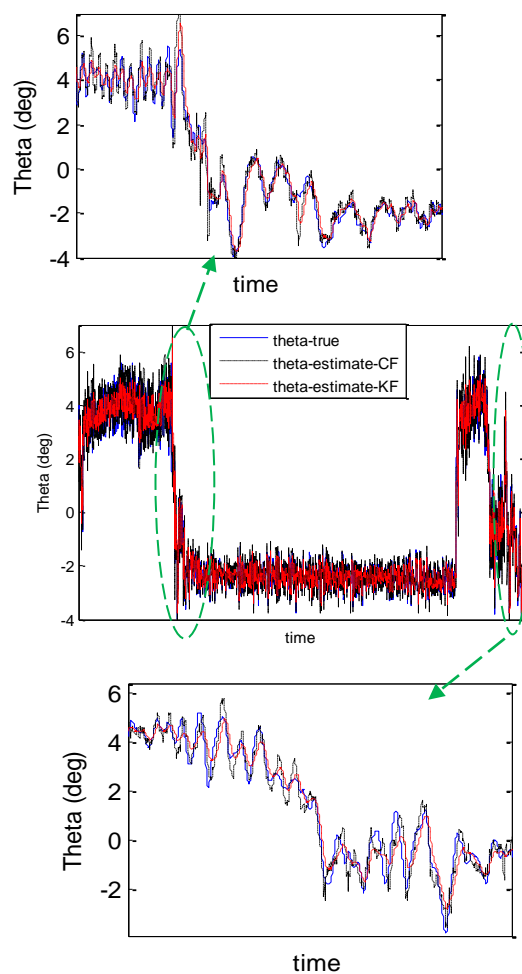 6
4
2
0
-2
-4
Theta (deg)
time
6
4
2
0
-2
-4
Theta (deg)
theta-true
theta-estimate-CF
theta-estimate-KF
time
6
4
2
0
-2
Theta (deg)
time